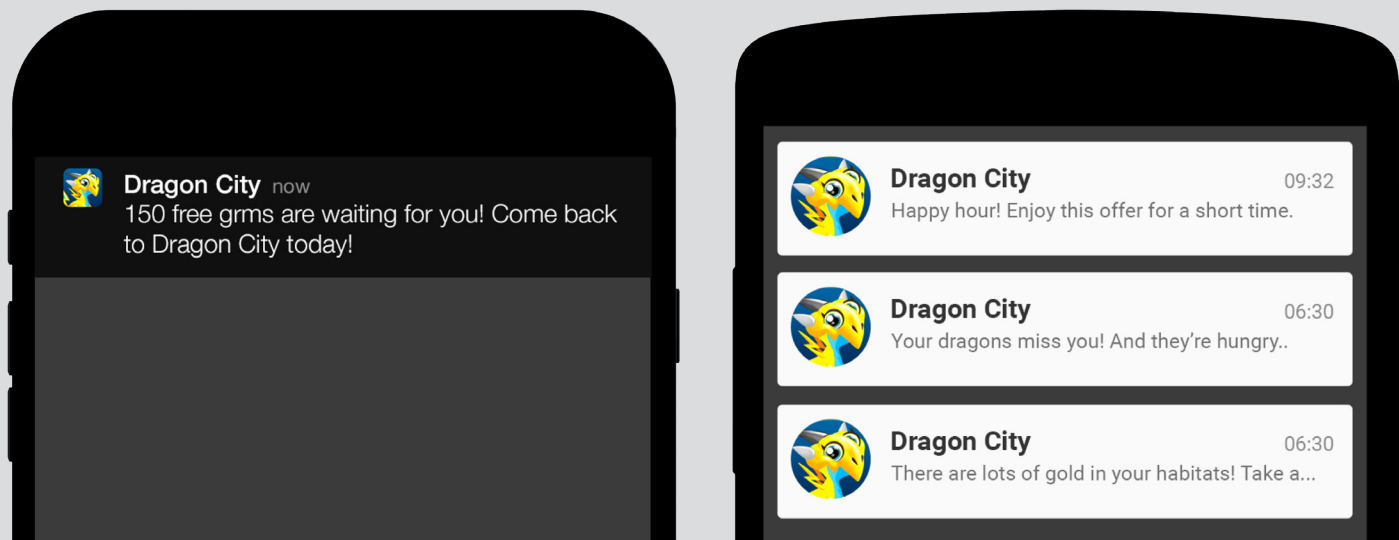 Dragon City now
150 free grms are waiting for you! Come back
to Dragon City today!
Dragon City 09:32
Happy hour! Enjoy this offer for a short time.
Dragon City 06:30
Your dragons miss you! And they’re hungry..
Dragon City 06:30
There are lots of gold in your habitats! Take a...